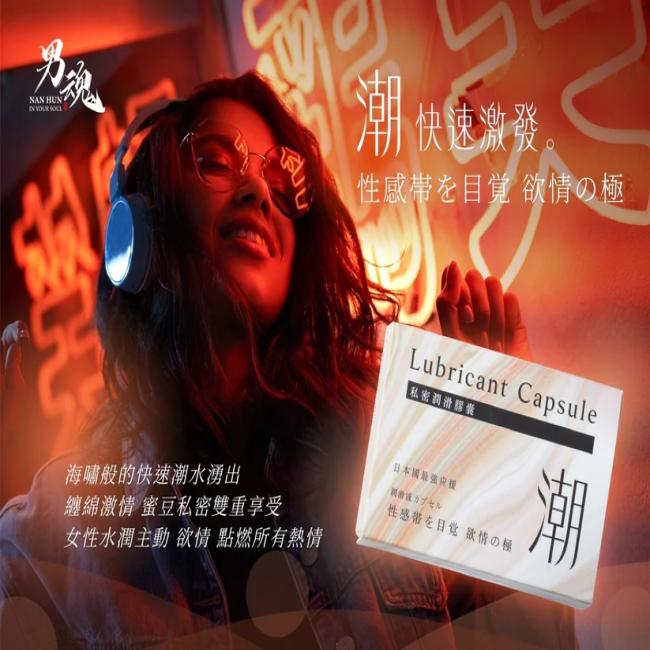 男魂
NAN HUN
IN YOUR SOUL
潮 快速激發。
性感帯を目覚 欲情の極
Lubricant Capsule
私密潤滑膠囊
日本國最強応援
潤滑液カプセル
性感帯を目覚 欲情の極
潮
海嘯般的快速潮水湧出
纏綿激情 蜜豆私密雙重享受
女性水潤主動 欲情 點燃所有熱情